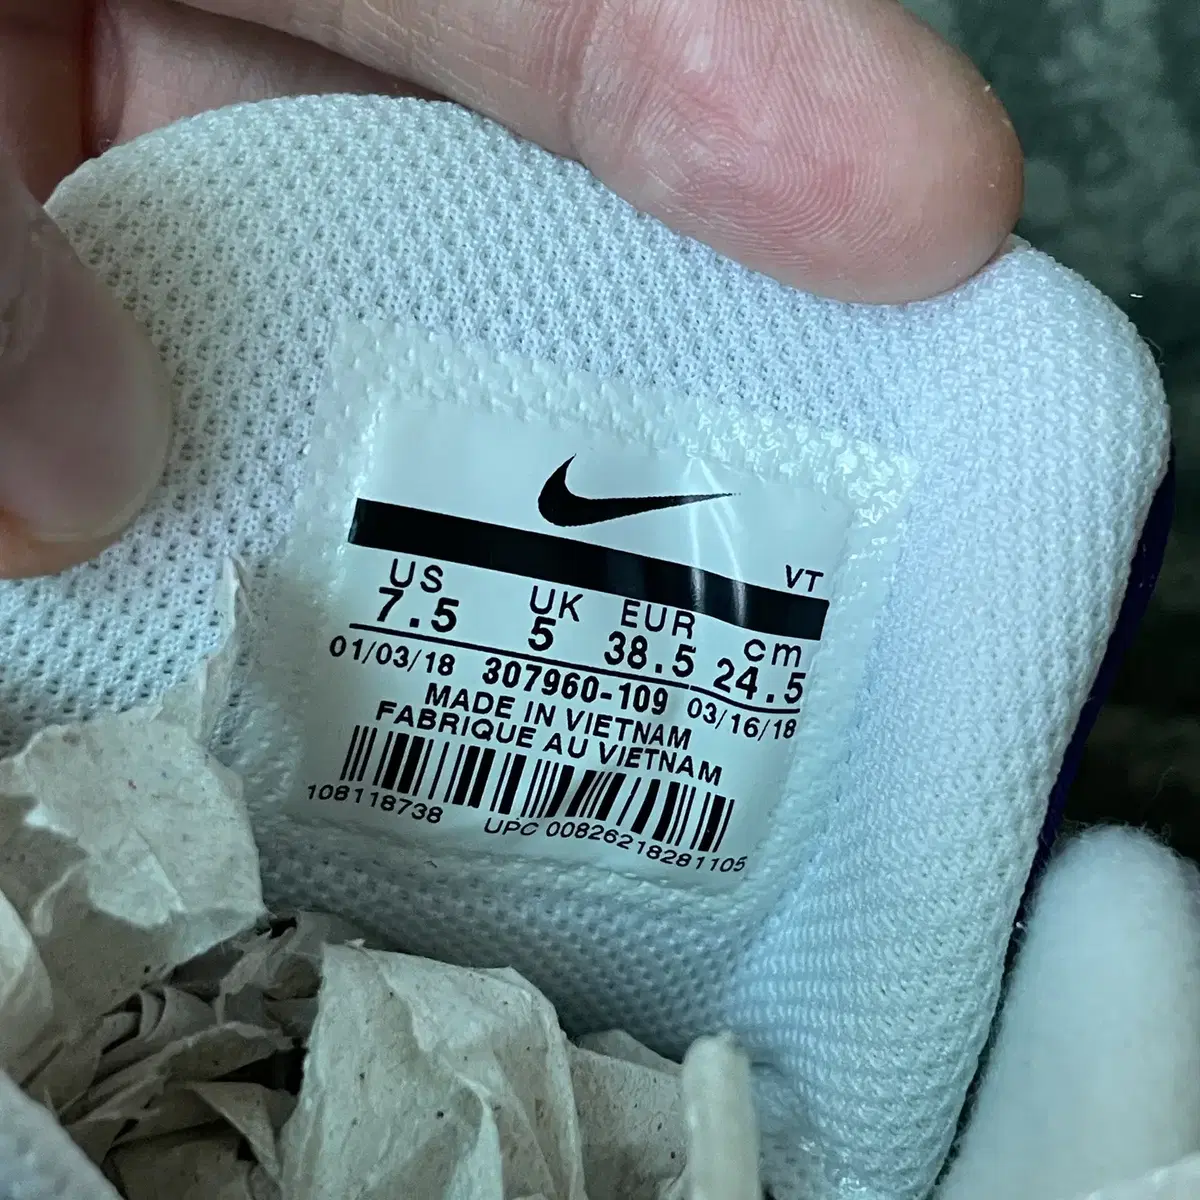 VT
US UK EUR cm
7.5 5 38.5 24.5
01/03/18 307960-109 03/16/18
MADE IN VIETNAM
FABRIQUE AU VIETNAM
108118738 UPC 00826218281105